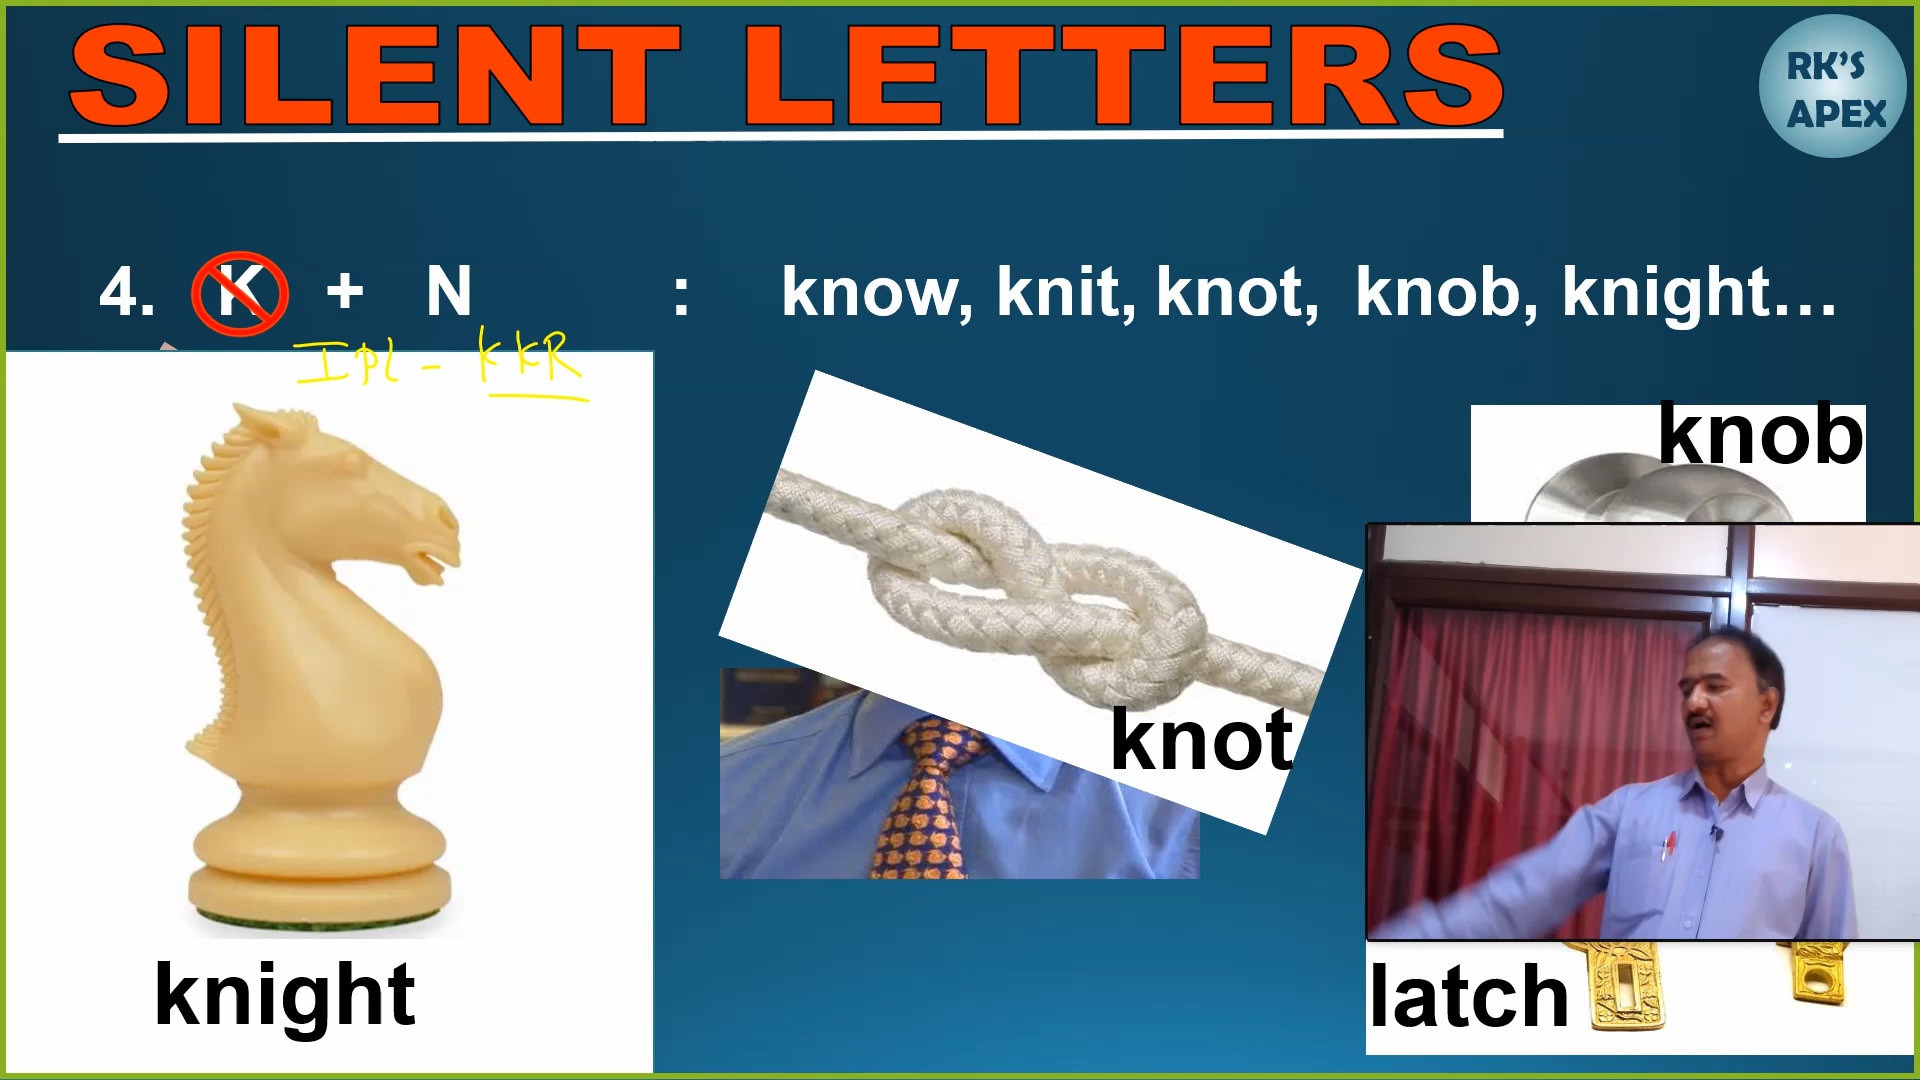 SILENT LETTERS
RK'S
APEX
4. K + N : know, knit, knot, knob, knight...
IPL - KKR
knob
knot
knight
latch